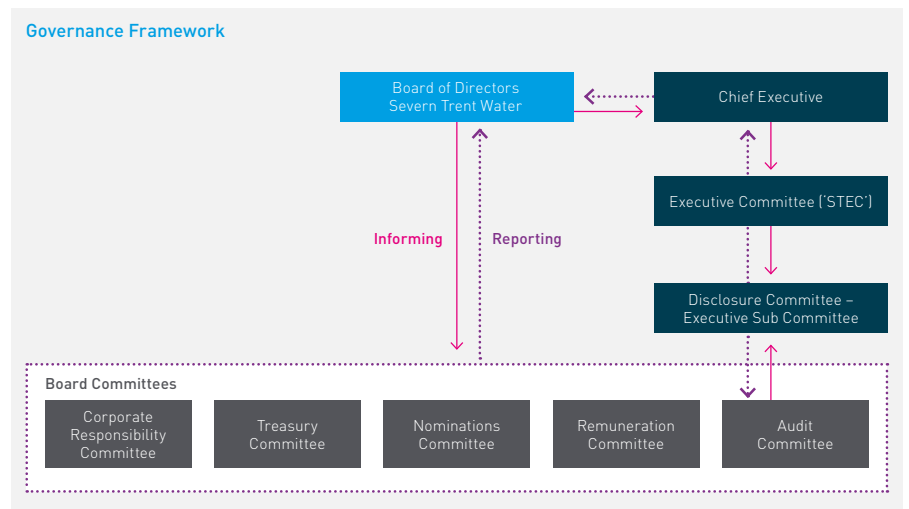 Governance Framework
Board of Directors
Severn Trent Water
Chief Executive
Executive Committee (‘STEC’)
Informing
Reporting
Disclosure Committee –
Executive Sub Committee
Board Committees
Corporate
Responsibility
Committee
Treasury
Committee
Nominations
Committee
Remuneration
Committee
Audit
Committee